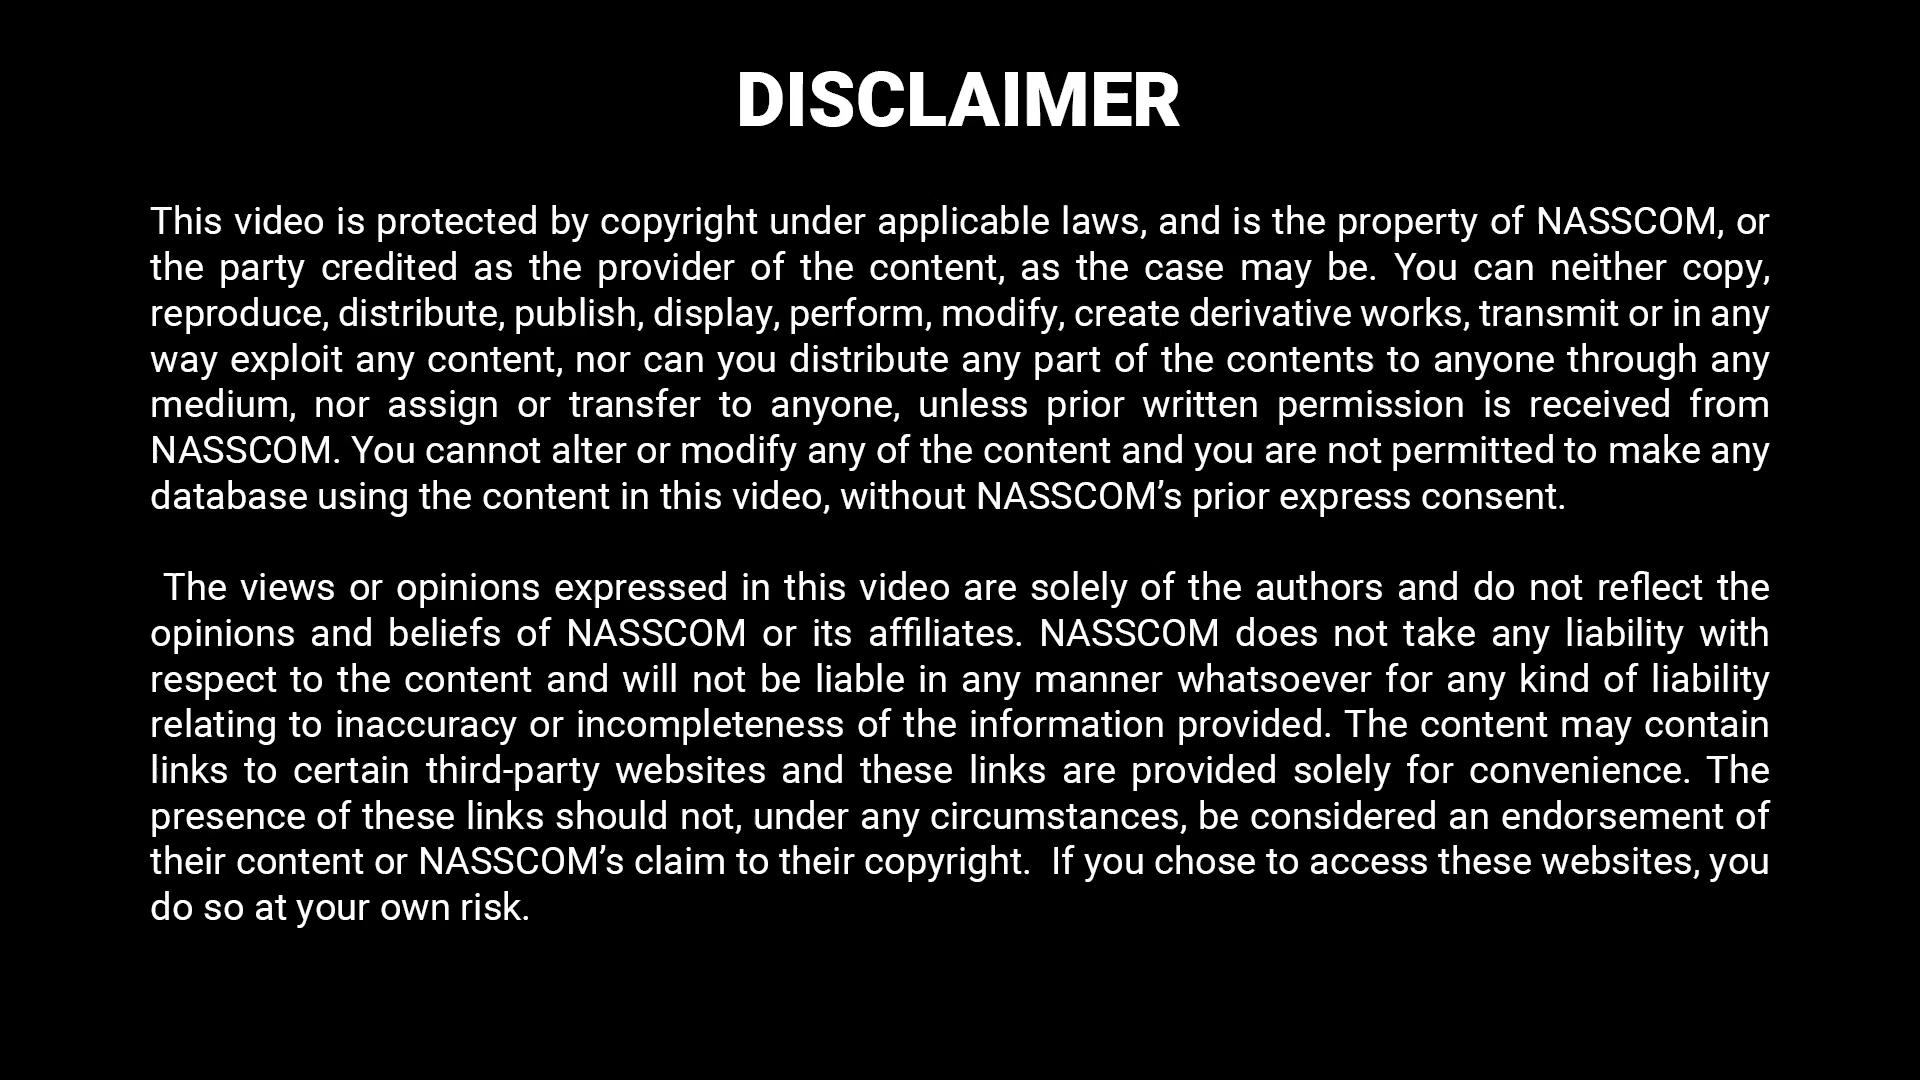 DISCLAIMER
This video is protected by copyright under applicable laws, and is the property of NASSCOM, or
the party credited as the provider of the content, as the case may be. You can neither copy,
reproduce, distribute, publish, display, perform, modify, create derivative works, transmit or in any
way exploit any content, nor can you distribute any part of the contents to anyone through any
medium, nor assign or transfer to anyone, unless prior written permission is received from
NASSCOM. You cannot alter or modify any of the content and you are not permitted to make any
database using the content in this video, without NASSCOM’s prior express consent.
The views or opinions expressed in this video are solely of the authors and do not reflect the
opinions and beliefs of NASSCOM or its affiliates. NASSCOM does not take any liability with
respect to the content and will not be liable in any manner whatsoever for any kind of liability
relating to inaccuracy or incompleteness of the information provided. The content may contain
links to certain third-party websites and these links are provided solely for convenience. The
presence of these links should not, under any circumstances, be considered an endorsement of
their content or NASSCOM’s claim to their copyright.  If you chose to access these websites, you
do so at your own risk.